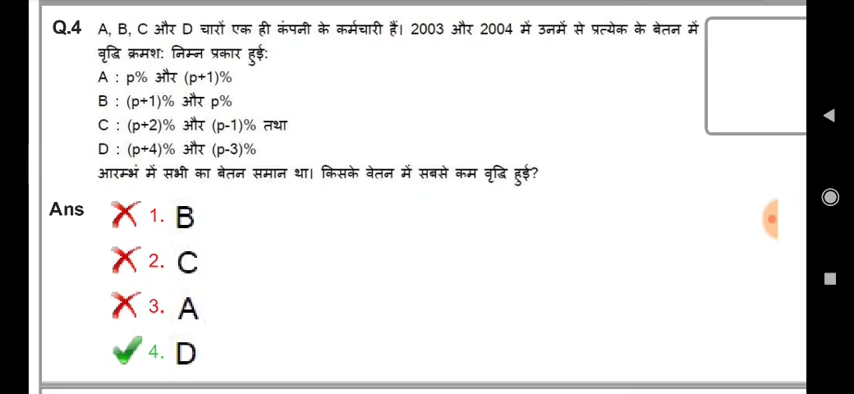 Q.4 A, B, C और D चारों एक ही कंपनी के कर्मचारी हैं। 2003 और 2004 में उनमें से प्रत्येक के बेतन में
वृद्धि क्रमश: निम्न प्रकार हुई:
A : p% और (p+1)%
B : (p+1)% और p%
C : (p+2)% और (p-1)% तथा
D : (p+4)% और (p-3)%
आरम्भ में सभी का बेतन समान था। किसके बेतन में सबसे कम वृद्धि हुई?
Ans 1. B
2. C
3. A
4. D